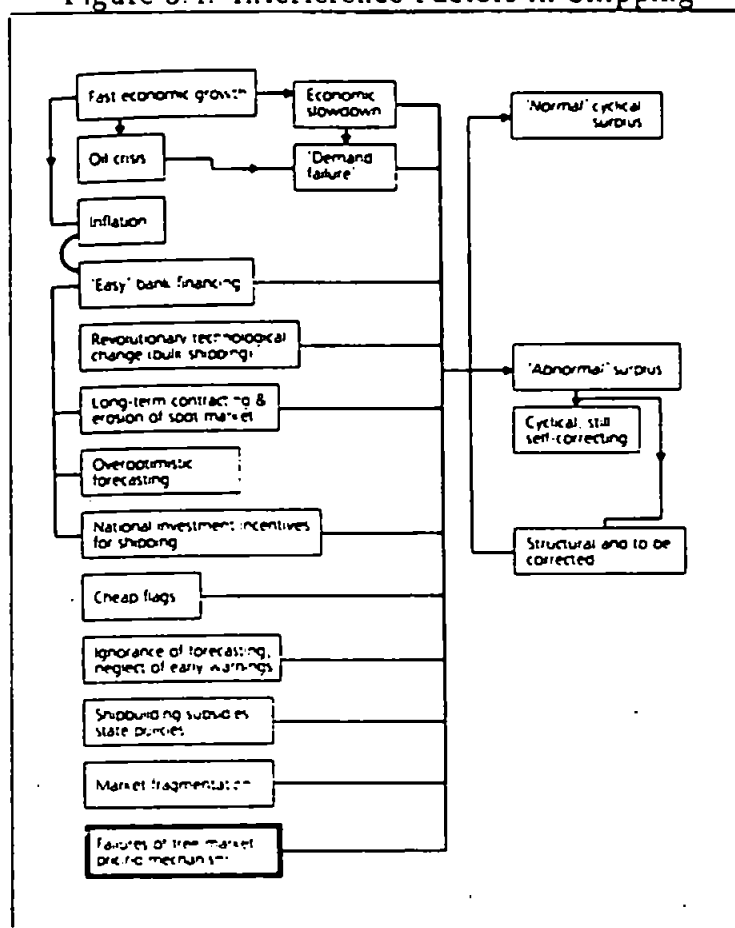 Figure 3.4: Interference Factors in Shipping
Fast economic growth
Economic
slowdown
'Normal' cyclical
surplus
Oil crisis
'Demand
failure'
Inflation
'Easy' bank financing
Revolutionary technological
change (bulk shipping)
'Abnormal' surplus
Long-term contracting &
erosion of spot market
Cyclical, still
self-correcting
Overoptimistic
forecasting
National investment incentives
for shipping
Structural and to be
corrected
Cheap flags
Ignorance of forecasting,
neglect of early warnings
Shipbuilding subsidies
state policies
Market fragmentation
Failures of free market
pricing mechanism